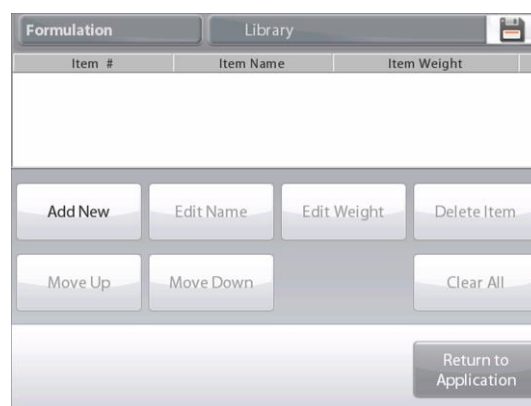 Formulation Library
Item # Item Name Item Weight
Add New Edit Name Edit Weight Delete Item
Move Up Move Down Clear All
Return to
Application